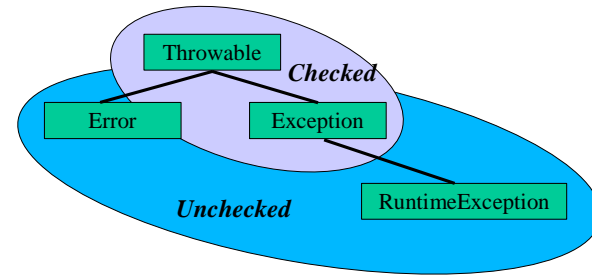 Throwable
Checked
Error
Exception
Unchecked
RuntimeException